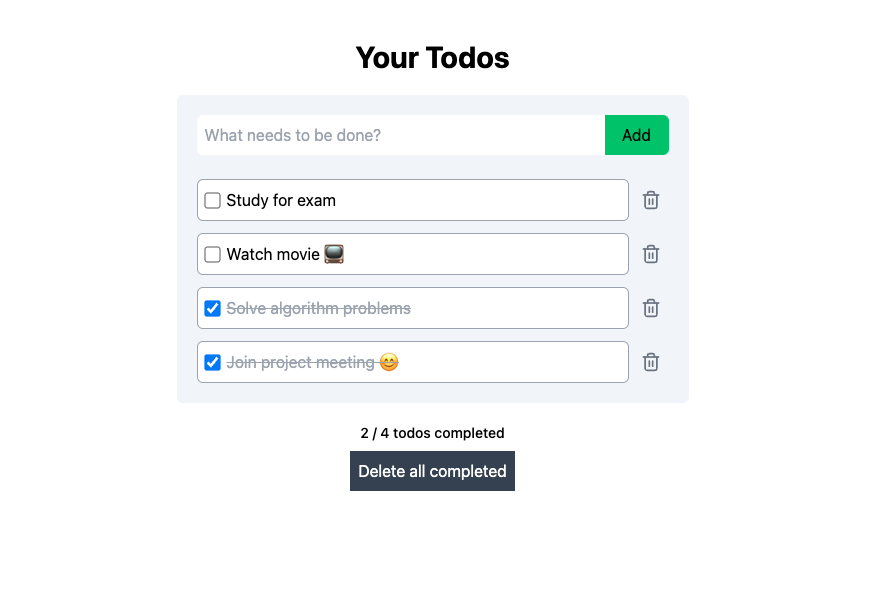 Your Todos
What needs to be done?
Add
Study for exam
Watch movie 📺
Solve algorithm problems
Join project meeting 😊
2 / 4 todos completed
Delete all completed